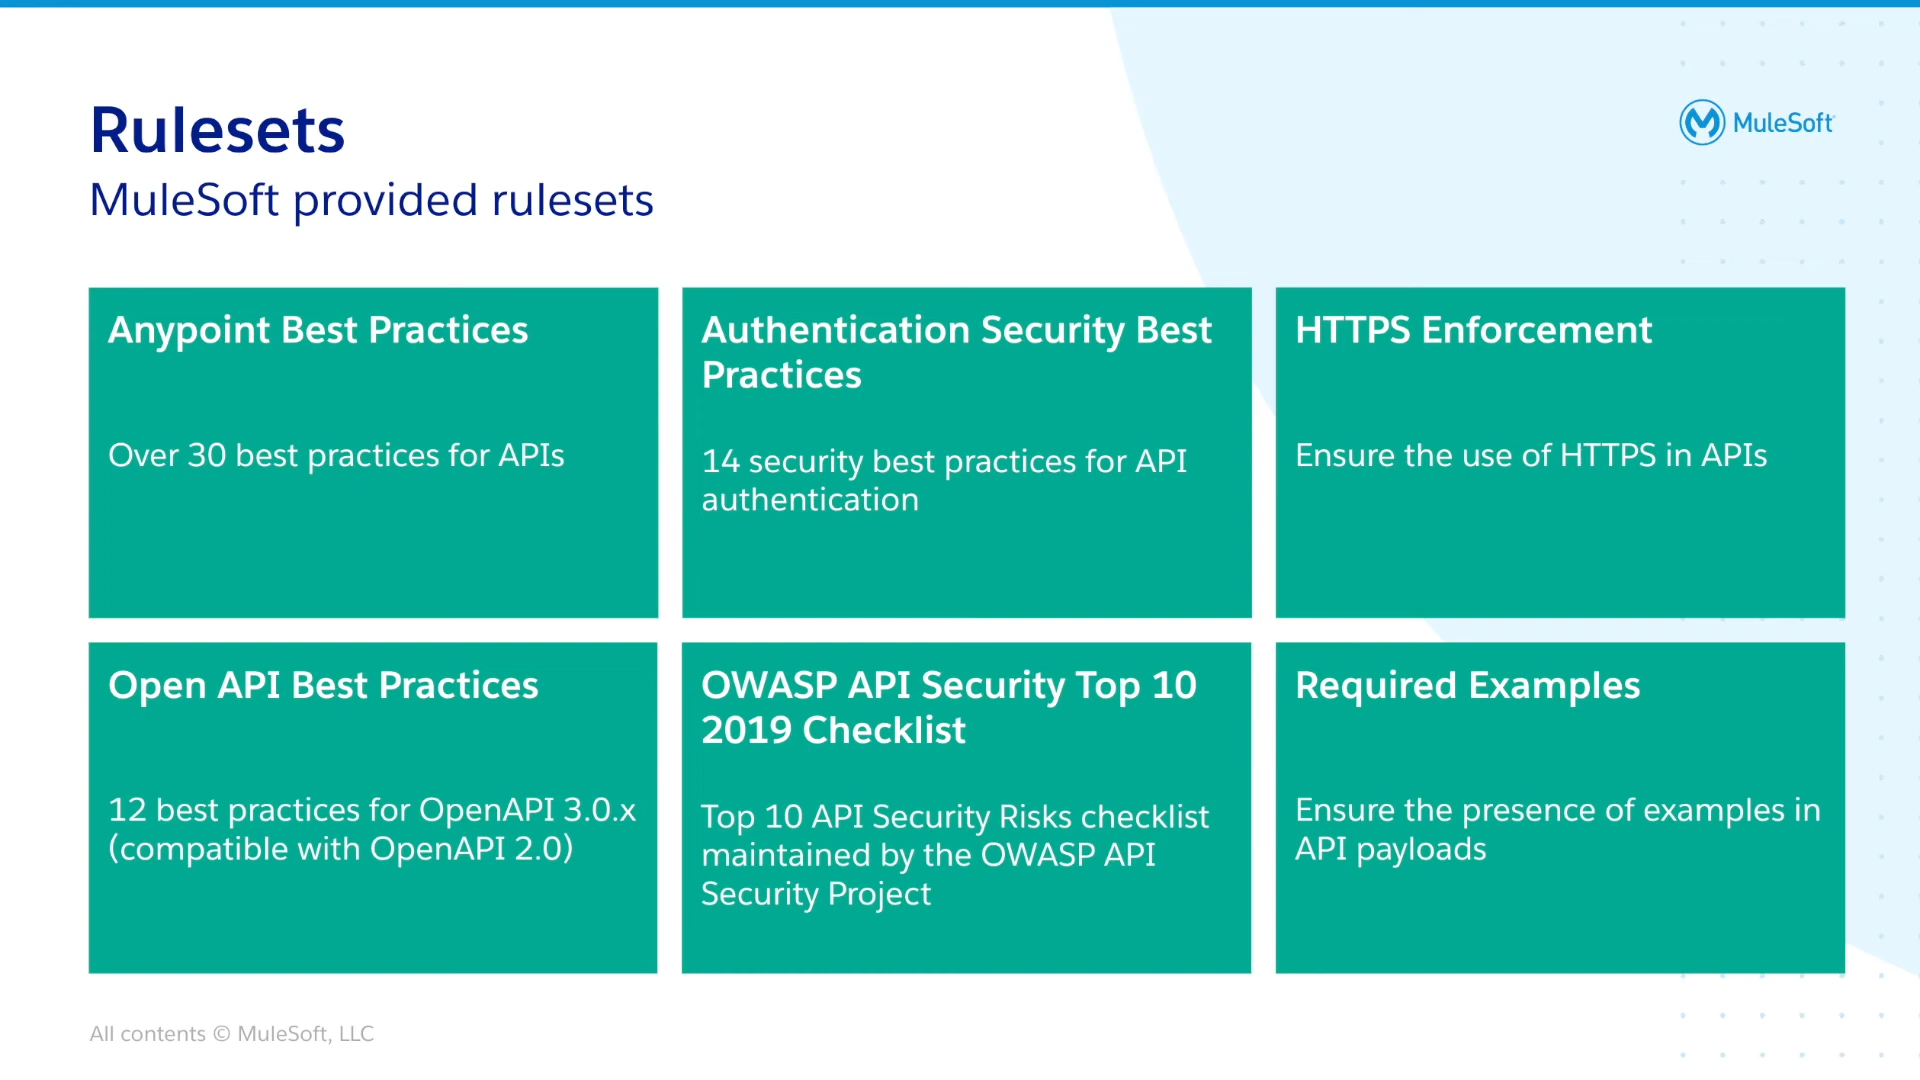 Rulesets
MuleSoft provided rulesets
MuleSoft
Anypoint Best Practices
Over 30 best practices for APIs
Authentication Security Best
Practices
14 security best practices for API
authentication
HTTPS Enforcement
Ensure the use of HTTPS in APIs
Open API Best Practices
12 best practices for OpenAPI 3.0.x
(compatible with OpenAPI 2.0)
OWASP API Security Top 10
2019 Checklist
Top 10 API Security Risks checklist
maintained by the OWASP API
Security Project
Required Examples
Ensure the presence of examples in
API payloads
All contents © MuleSoft, LLC